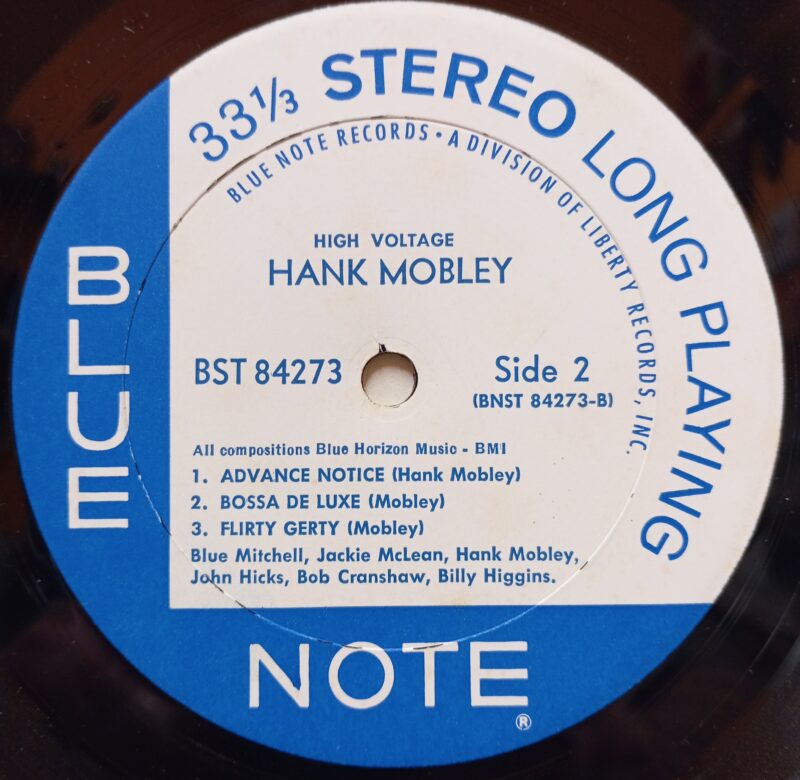 33⅓ STEREO LONG PLAYING
BLUE NOTE RECORDS • A DIVISION OF LIBERTY RECORDS, INC.
HIGH VOLTAGE
HANK MOBLEY
BST 84273
Side 2
(BNST 84273-B)
All compositions Blue Horizon Music - BMI
1. ADVANCE NOTICE (Hank Mobley)
2. BOSSA DE LUXE (Mobley)
3. FLIRTY GERTY (Mobley)
Blue Mitchell, Jackie McLean, Hank Mobley,
John Hicks, Bob Cranshaw, Billy Higgins.
BLUE
NOTE
®